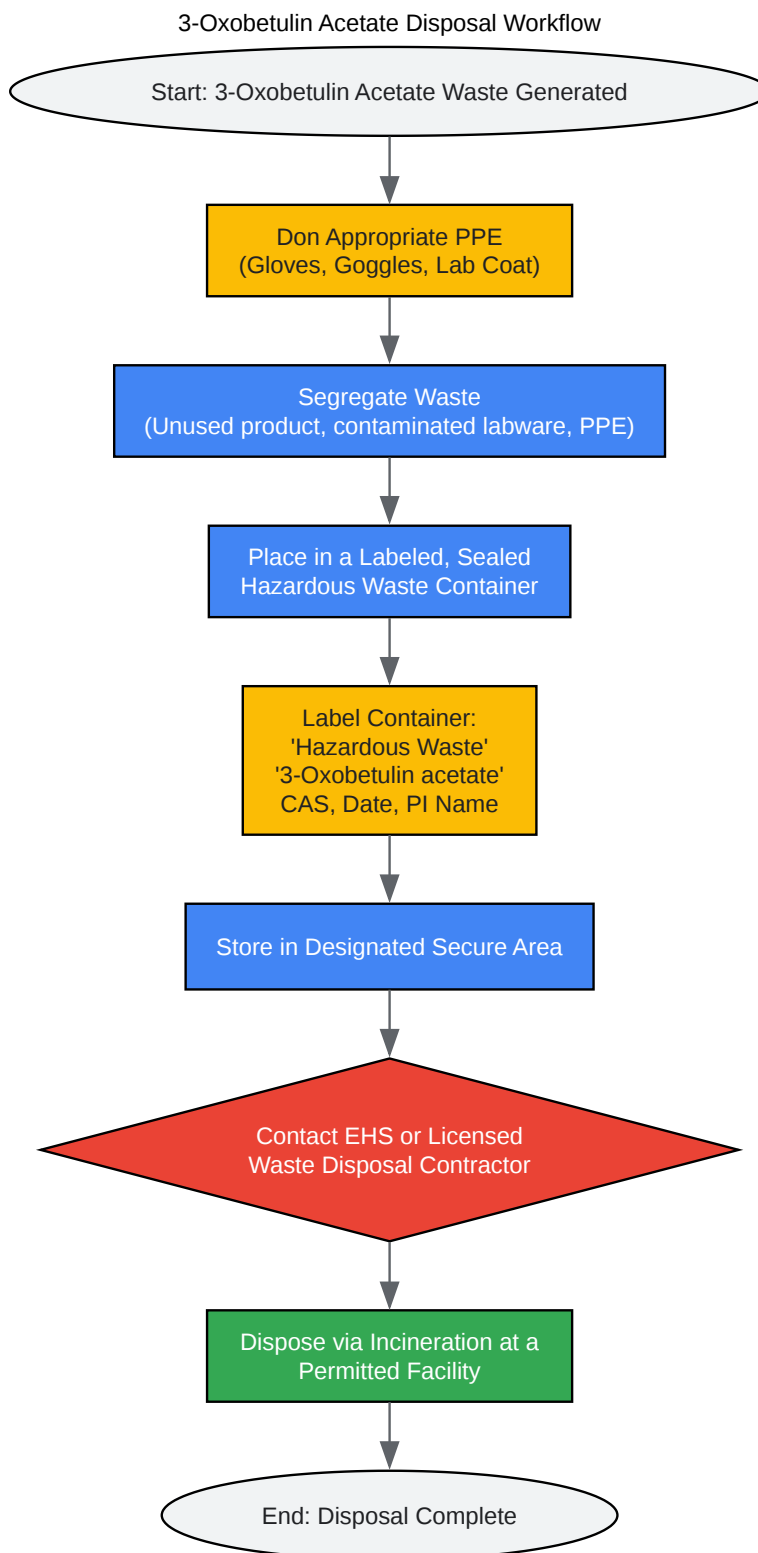 3-Oxobetulin Acetate Disposal Workflow
Start: 3-Oxobetulin Acetate Waste Generated
Don Appropriate PPE
(Gloves, Goggles, Lab Coat)
Segregate Waste
(Unused product, contaminated labware, PPE)
Place in a Labeled, Sealed
Hazardous Waste Container
Label Container:
'Hazardous Waste'
'3-Oxobetulin acetate'
CAS, Date, PI Name
Store in Designated Secure Area
Contact EHS or Licensed
Waste Disposal Contractor
Dispose via Incineration at a
Permitted Facility
End: Disposal Complete